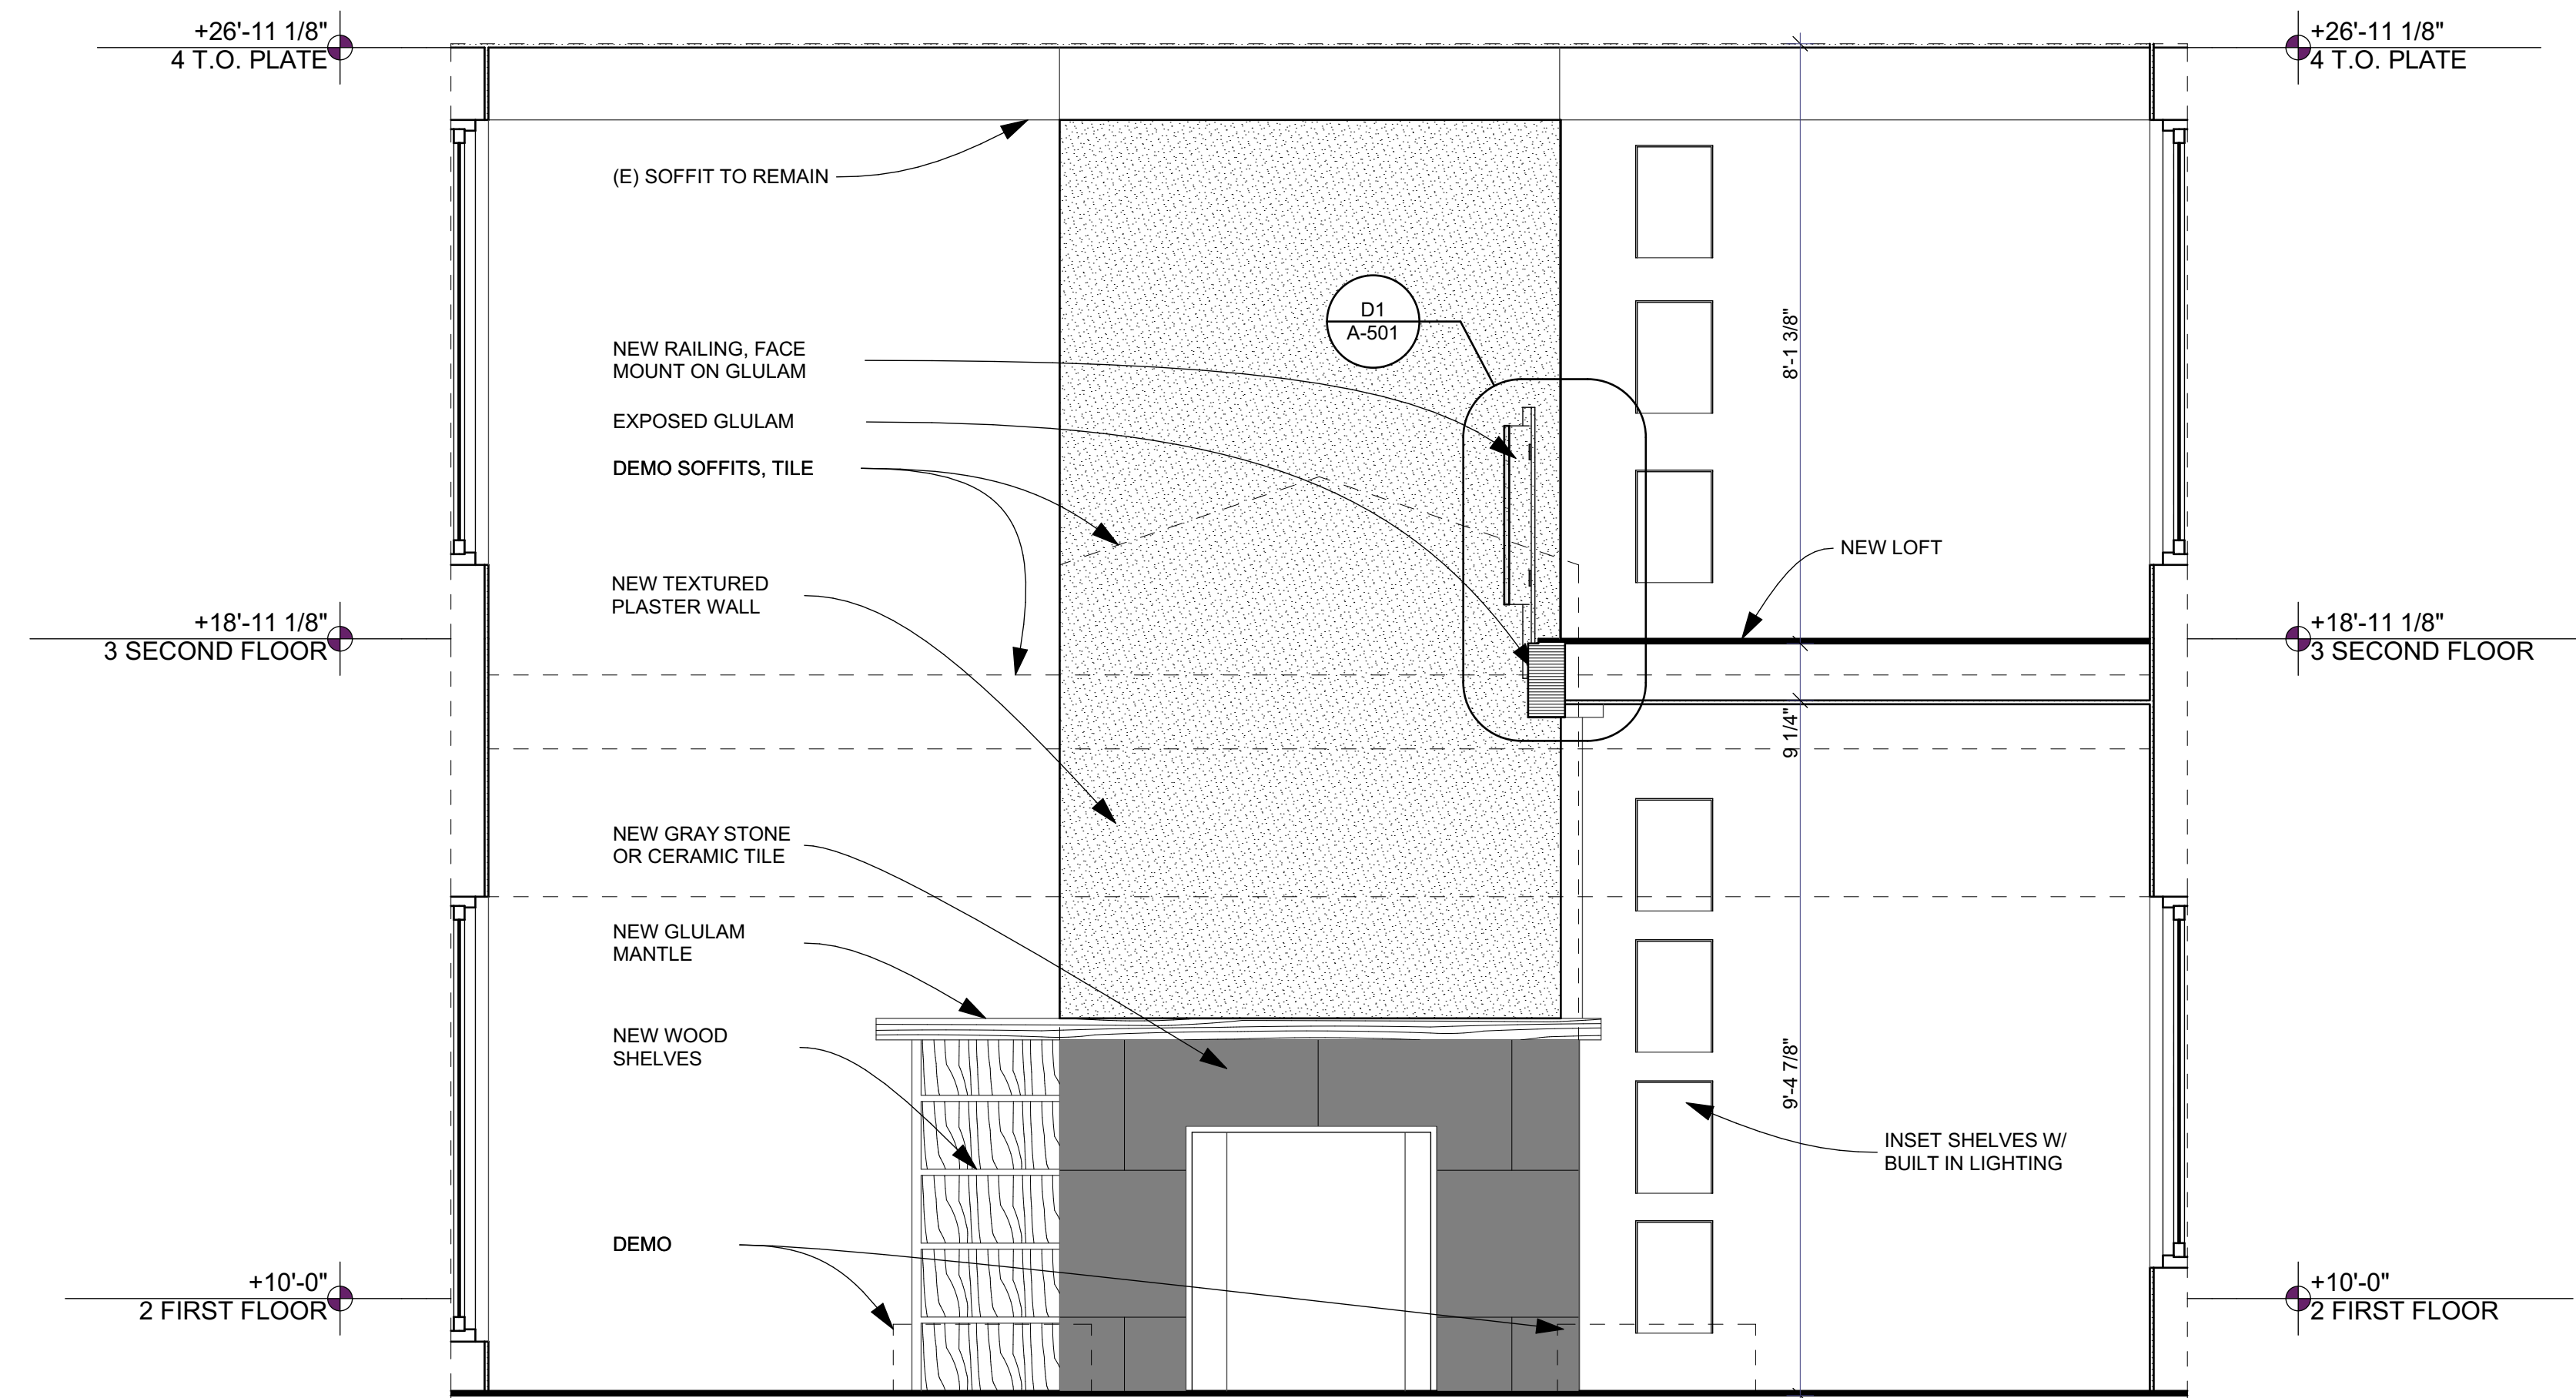 +26'-11 1/8"
4 T.O. PLATE
+26'-11 1/8"
4 T.O. PLATE
(E) SOFFIT TO REMAIN
D1
A-501
8'-1 3/8"
NEW RAILING, FACE
MOUNT ON GLULAM
EXPOSED GLULAM
DEMO SOFFITS, TILE
NEW LOFT
NEW TEXTURED
PLASTER WALL
+18'-11 1/8"
3 SECOND FLOOR
+18'-11 1/8"
3 SECOND FLOOR
9 1/4"
NEW GRAY STONE
OR CERAMIC TILE
NEW GLULAM
MANTLE
NEW WOOD
SHELVES
9'-4 7/8"
INSET SHELVES W/
BUILT IN LIGHTING
DEMO
+10'-0"
2 FIRST FLOOR
+10'-0"
2 FIRST FLOOR